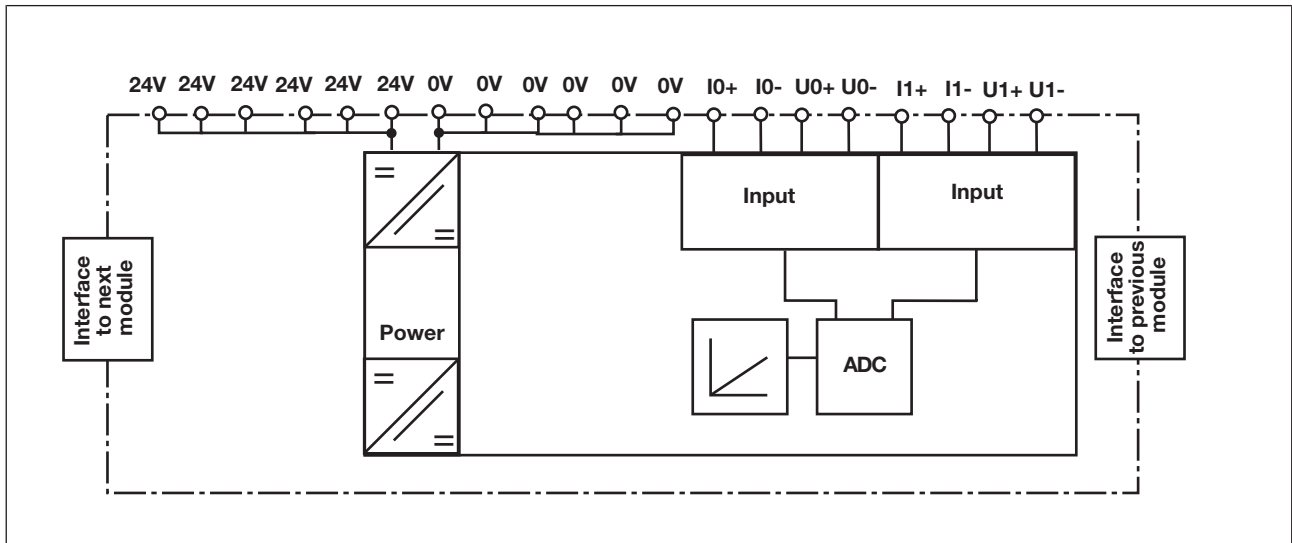 24V 24V 24V 24V 24V 24V 0V 0V 0V 0V 0V 0V I0+ I0- U0+ U0- I1+ I1- U1+ U1-
Input
Input
Interface
to next
module
Interface
to previous
module
Power
ADC